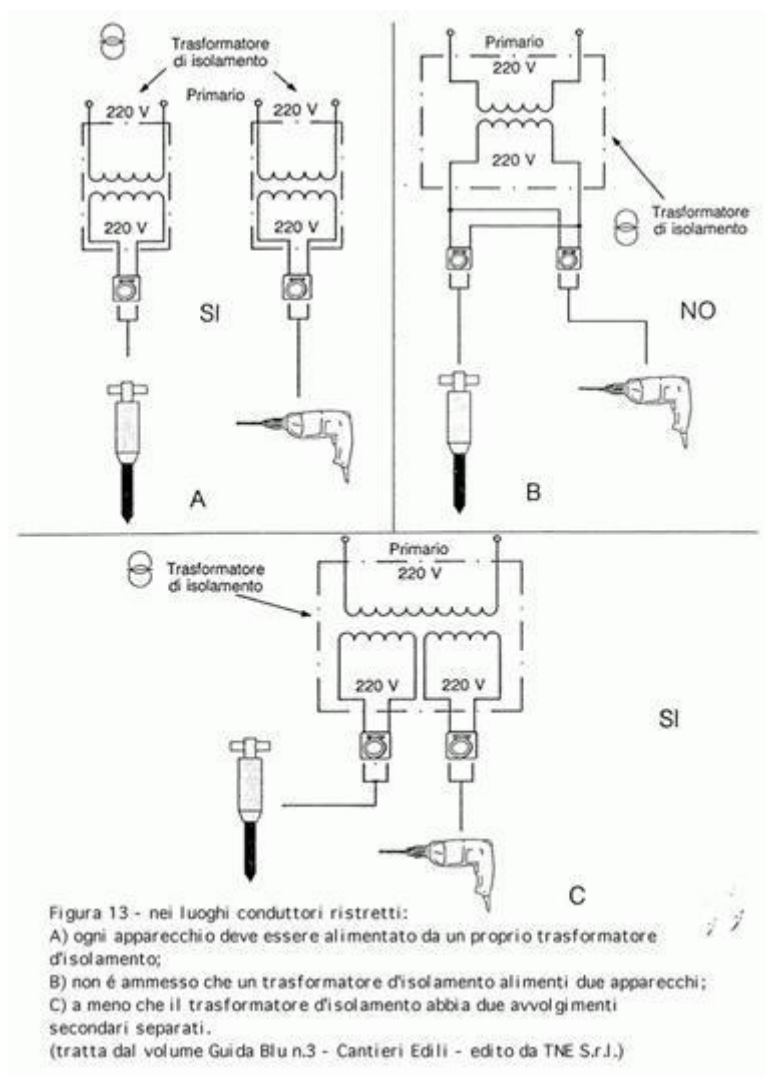 Trasformatore
di isolamento
Primario
220 V
220 V
220 V
220 V
SI
A
Primario
220 V
220 V
Trasformatore
di isolamento
NO
B
Trasformatore
di isolamento
Primario
220 V
220 V
220 V
SI
C
Figura 13 - nei luoghi conduttori ristretti:
A) ogni apparecchio deve essere alimentato da un proprio trasformatore
d'isolamento;
B) non é ammesso che un trasformatore d'isolamento alimenti due apparecchi;
C) a meno che il trasformatore d'isolamento abbia due avvolgimenti
secondari separati.
(tratta dal volume Guida Blu n.3 - Cantieri Edili - edito da TNE S.r.l.)